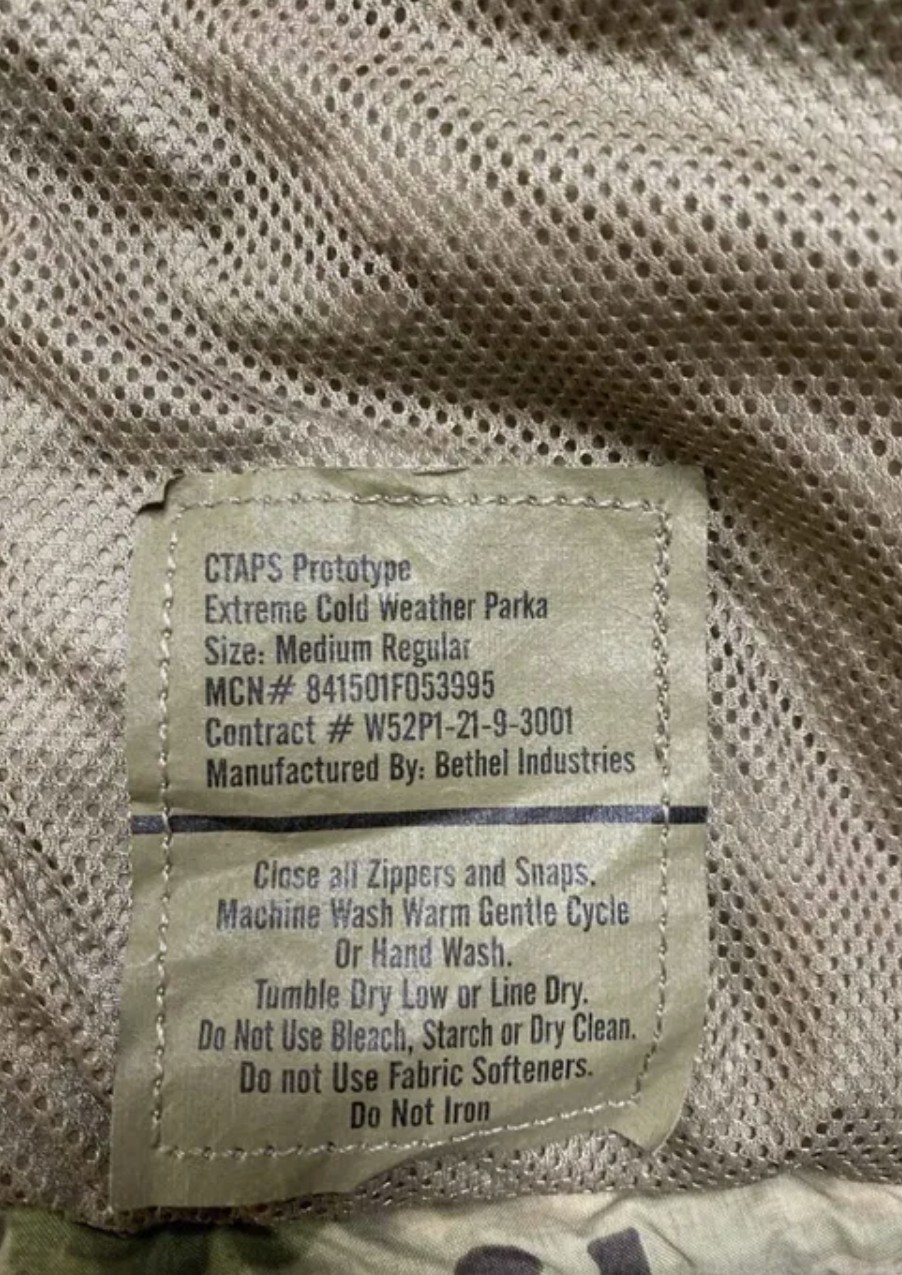 CTAPS Prototype
Extreme Cold Weather Parka
Size: Medium Regular
MCN# 841501F053995
Contract # W52P1-21-9-3001
Manufactured By: Bethel Industries
Close all Zippers and Snaps.
Machine Wash Warm Gentle Cycle
Or Hand Wash.
Tumble Dry Low or Line Dry.
Do Not Use Bleach, Starch or Dry Clean.
Do not Use Fabric Softeners.
Do Not Iron